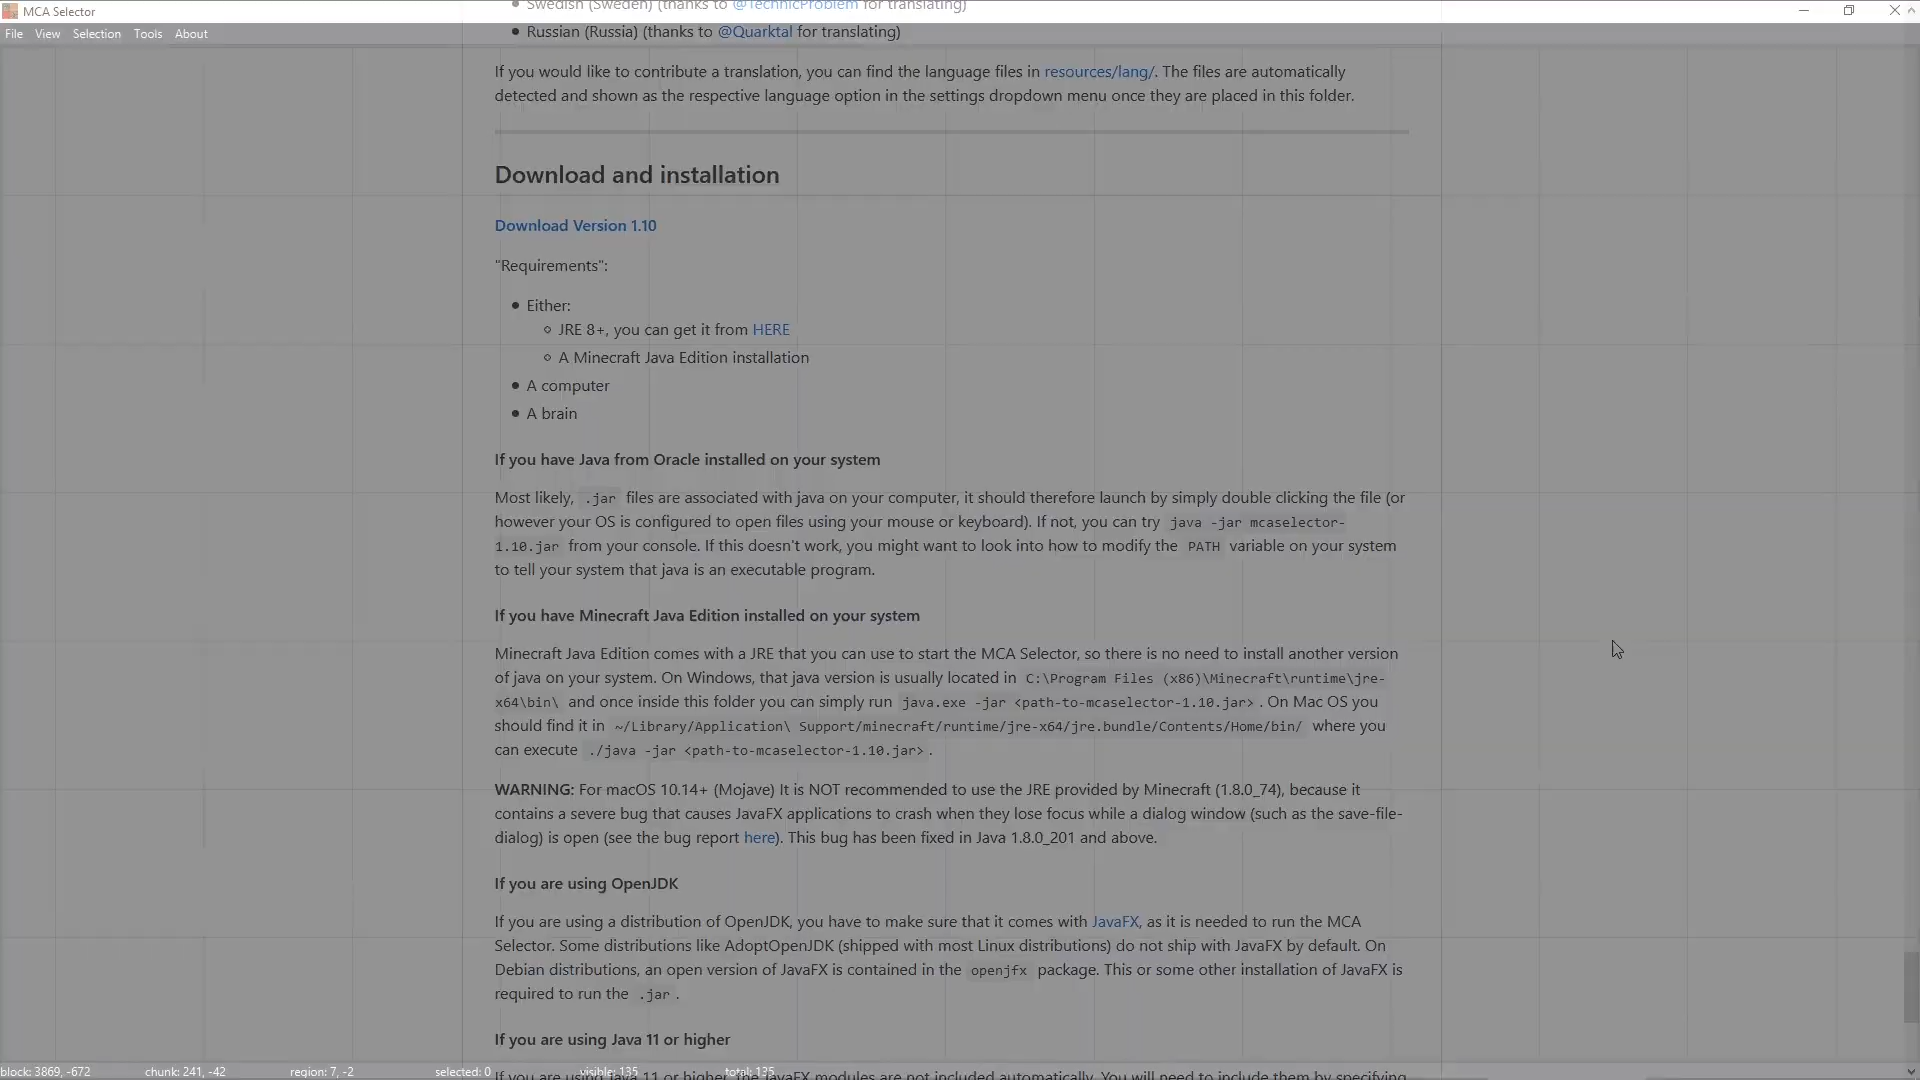 MCA Selector
Swedish (Sweden) (thanks to @TechnicProblem for translating)
File View Selection Tools About
Russian (Russia) (thanks to @Quarktal for translating)
If you would like to contribute a translation, you can find the language files in resources/lang/. The files are automatically
detected and shown as the respective language option in the settings dropdown menu once they are placed in this folder.
Download and installation
Download Version 1.10
"Requirements":
Either:
JRE 8+, you can get it from HERE
A Minecraft Java Edition installation
A computer
A brain
If you have Java from Oracle installed on your system
Most likely, .jar files are associated with java on your computer, it should therefore launch by simply double clicking the file (or
however your OS is configured to open files using your mouse or keyboard). If not, you can try java -jar mcaselector-
1.10.jar from your console. If this doesn't work, you might want to look into how to modify the PATH variable on your system
to tell your system that java is an executable program.
If you have Minecraft Java Edition installed on your system
Minecraft Java Edition comes with a JRE that you can use to start the MCA Selector, so there is no need to install another version
of java on your system. On Windows, that java version is usually located in C:\Program Files (x86)\Minecraft\runtime\jre-
x64\bin\ and once inside this folder you can simply run java.exe -jar <path-to-mcaselector-1.10.jar> . On Mac OS you
should find it in ~/Library/Application\ Support/minecraft/runtime/jre-x64/jre.bundle/Contents/Home/bin/ where you
can execute ./java -jar <path-to-mcaselector-1.10.jar> .
WARNING: For macOS 10.14+ (Mojave) It is NOT recommended to use the JRE provided by Minecraft (1.8.0_74), because it
contains a severe bug that causes JavaFX applications to crash when they lose focus while a dialog window (such as the save-file-
dialog) is open (see the bug report here). This bug has been fixed in Java 1.8.0_201 and above.
If you are using OpenJDK
If you are using a distribution of OpenJDK, you have to make sure that it comes with JavaFX, as it is needed to run the MCA
Selector. Some distributions like AdoptOpenJDK (shipped with most Linux distributions) do not ship with JavaFX by default. On
Debian distributions, an open version of JavaFX is contained in the openjfx package. This or some other installation of JavaFX is
required to run the .jar .
If you are using Java 11 or higher
block: 3869, -672 chunk: 241, -42 region: 7, -2 selected: 0 visible: 135 total: 135
If you are using Java 11 or higher, the JavaFX modules are not included automatically. You will need to include them by specifying